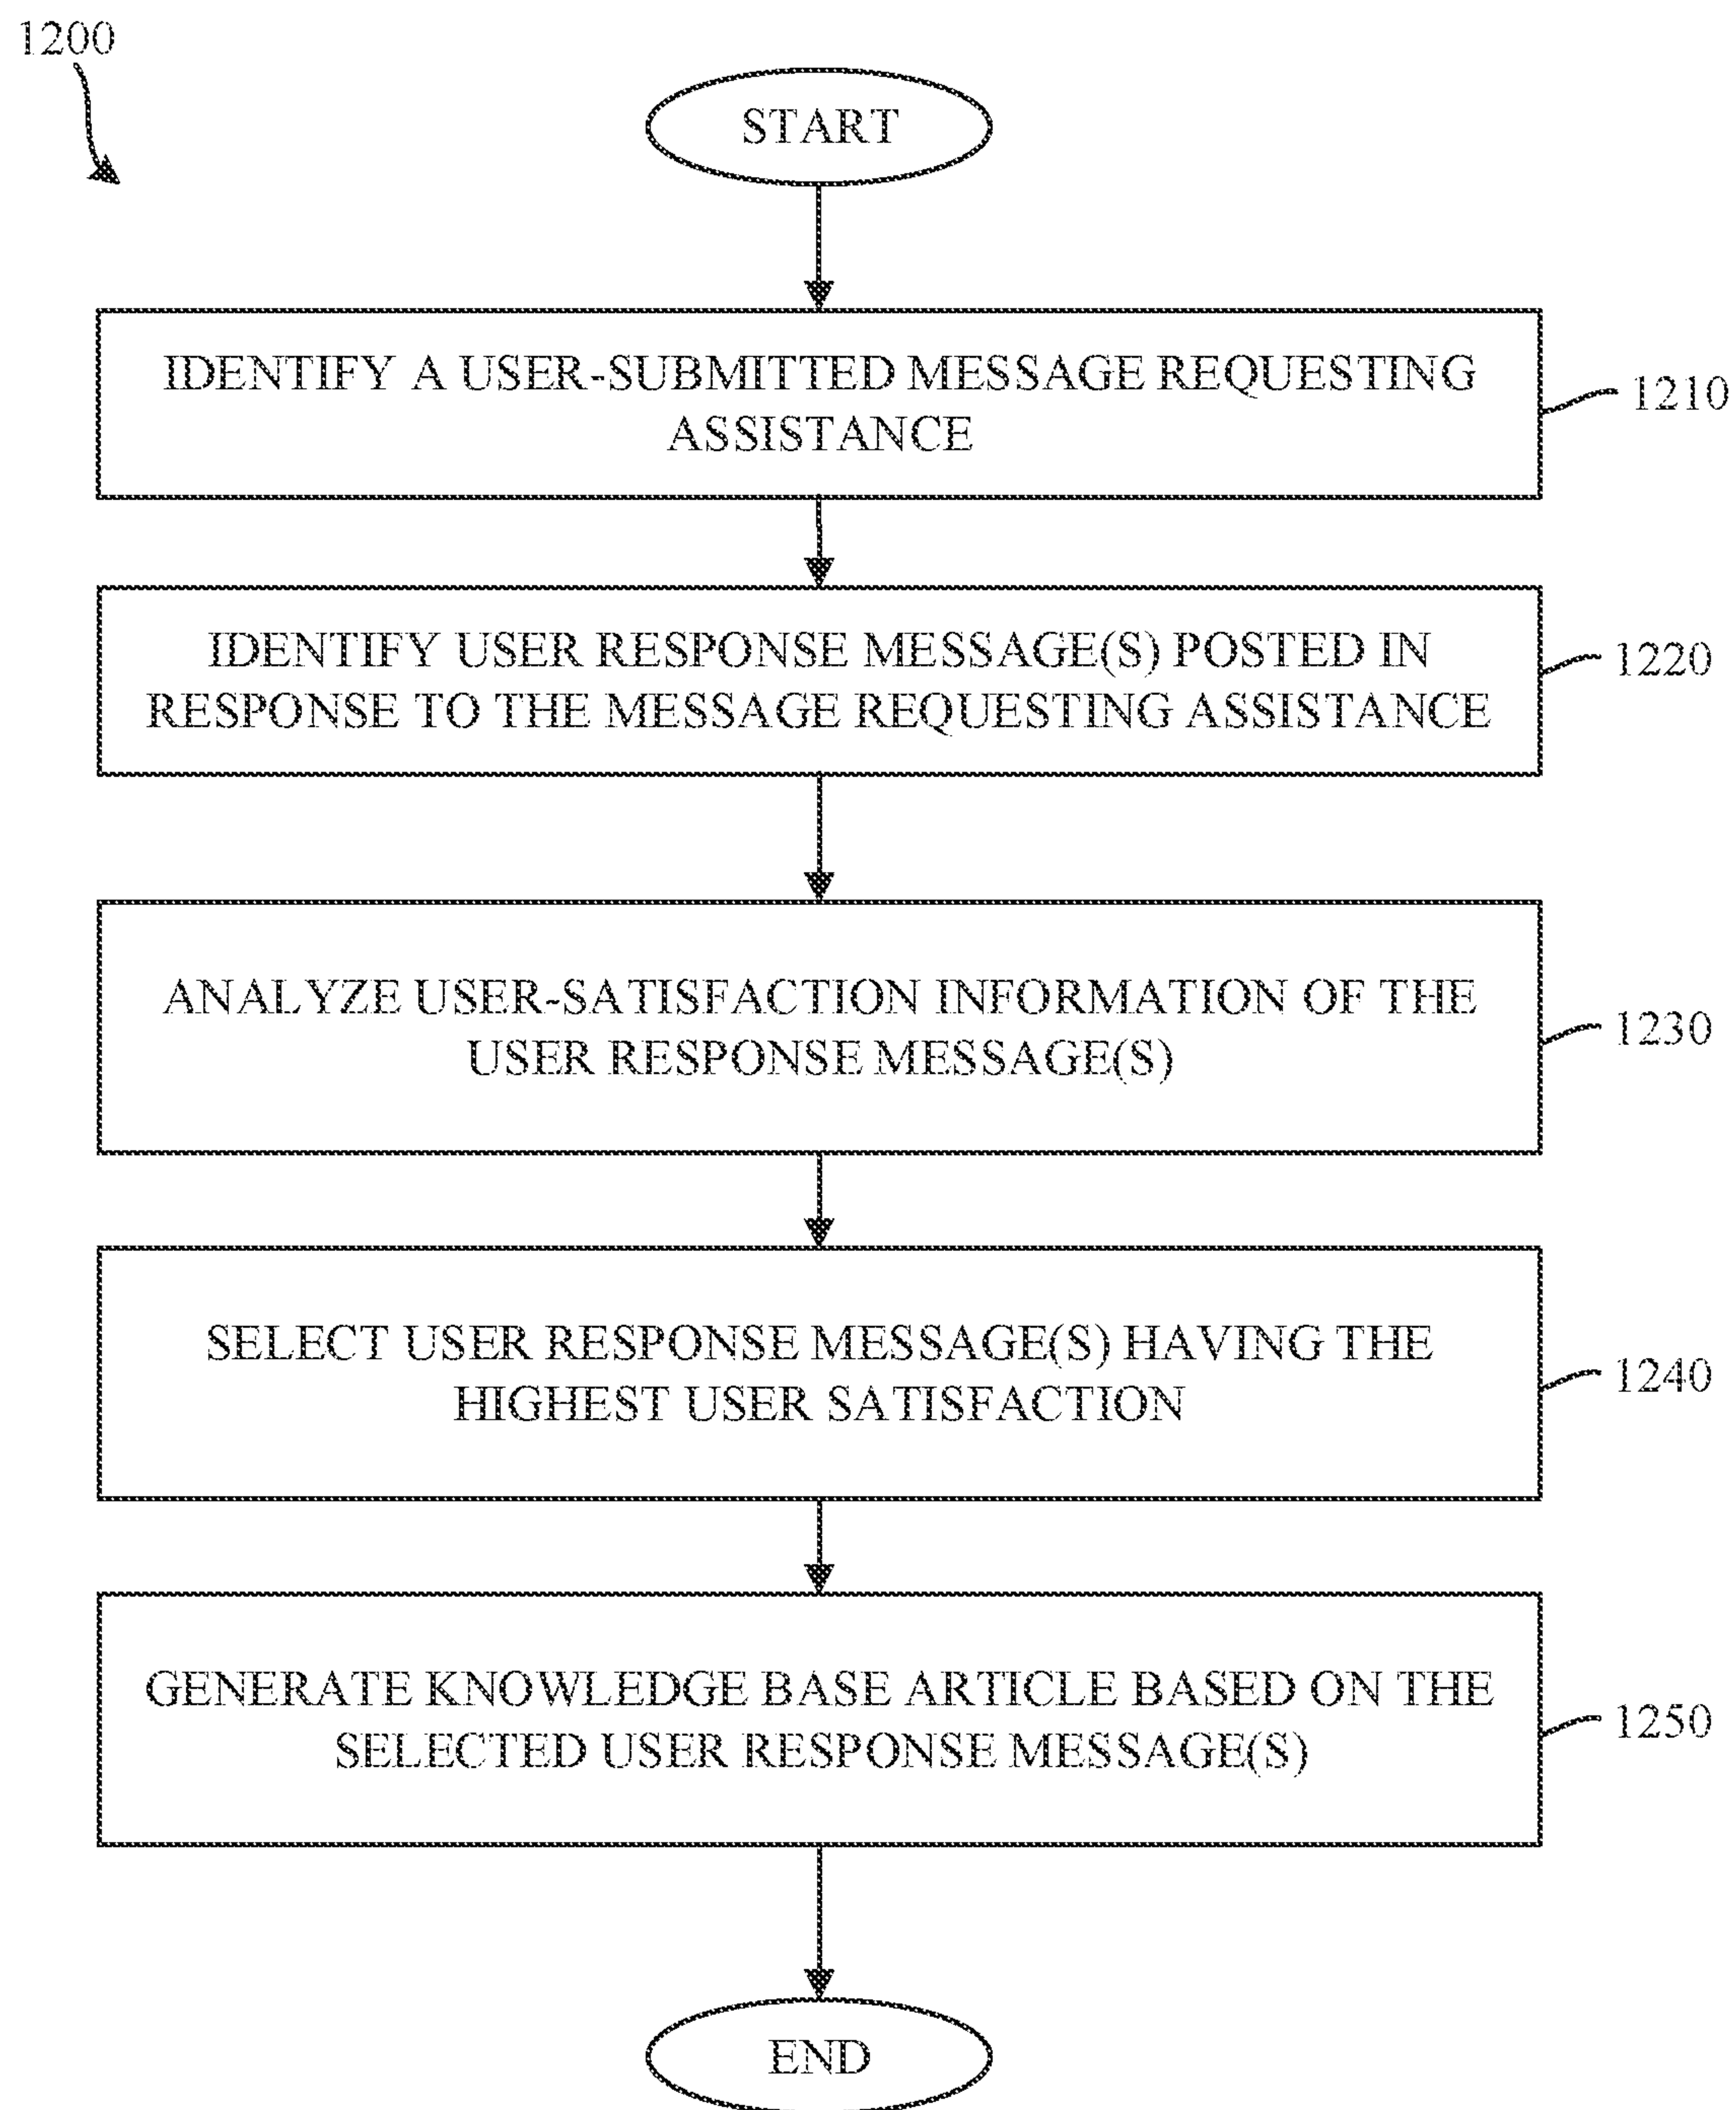 1200
START
IDENTIFY A USER-SUBMITTED MESSAGE REQUESTING
ASSISTANCE
1210
IDENTIFY USER RESPONSE MESSAGE(S) POSTED IN
RESPONSE TO THE MESSAGE REQUESTING ASSISTANCE
1220
ANALYZE USER-SATISFACTION INFORMATION OF THE
USER RESPONSE MESSAGE(S)
1230
SELECT USER RESPONSE MESSAGE(S) HAVING THE
HIGHEST USER SATISFACTION
1240
GENERATE KNOWLEDGE BASE ARTICLE BASED ON THE
SELECTED USER RESPONSE MESSAGE(S)
1250
END